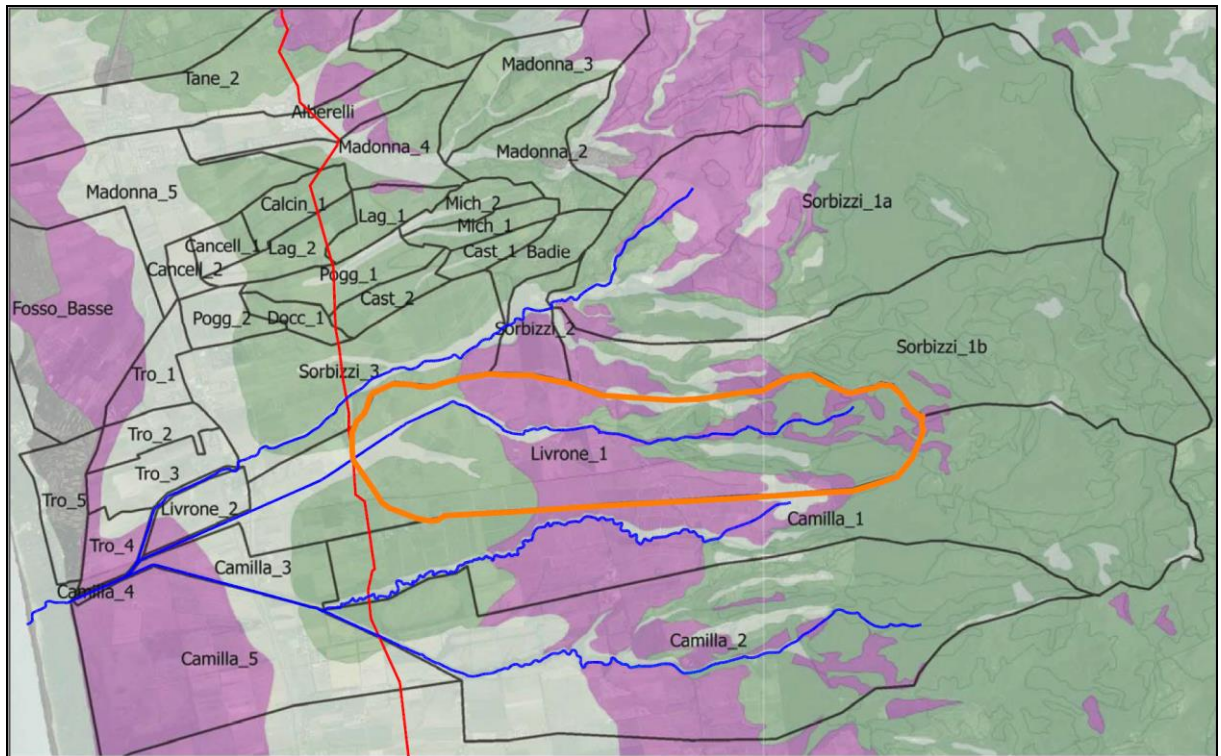 Madonna_3
Tane_2
Alberelli
Madonna_4
Madonna_2
Madonna_5
Calcin_1
Mich_2
Sorbizzi_1a
Lag_1
Mich_1
Cancell_1
Lag_2
Cast_1
Badie
Cancell_2
Pogg_1
Cast_2
Fosso_Basse
Pogg_2
Docc_1
Sorbizzi_2
Sorbizzi_1b
Tro_1
Sorbizzi_3
Tro_2
Livrone_1
Tro_3
Tro_5
Livrone_2
Camilla_1
Tro_4
Camilla_3
Camilla_4
Camilla_2
Camilla_5